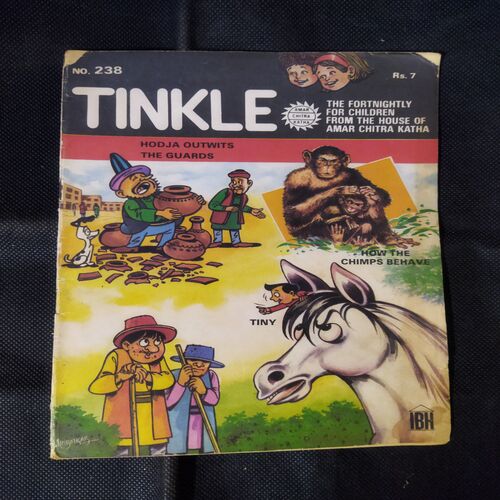 NO. 238
Rs. 7
TINKLE
AMAR
CHITRA
KATHA
THE FORTNIGHTLY
FOR CHILDREN
FROM THE HOUSE OF
AMAR CHITRA KATHA
HODJA OUTWITS
THE GUARDS
HOW THE
CHIMPS BEHAVE
TINY
IBH